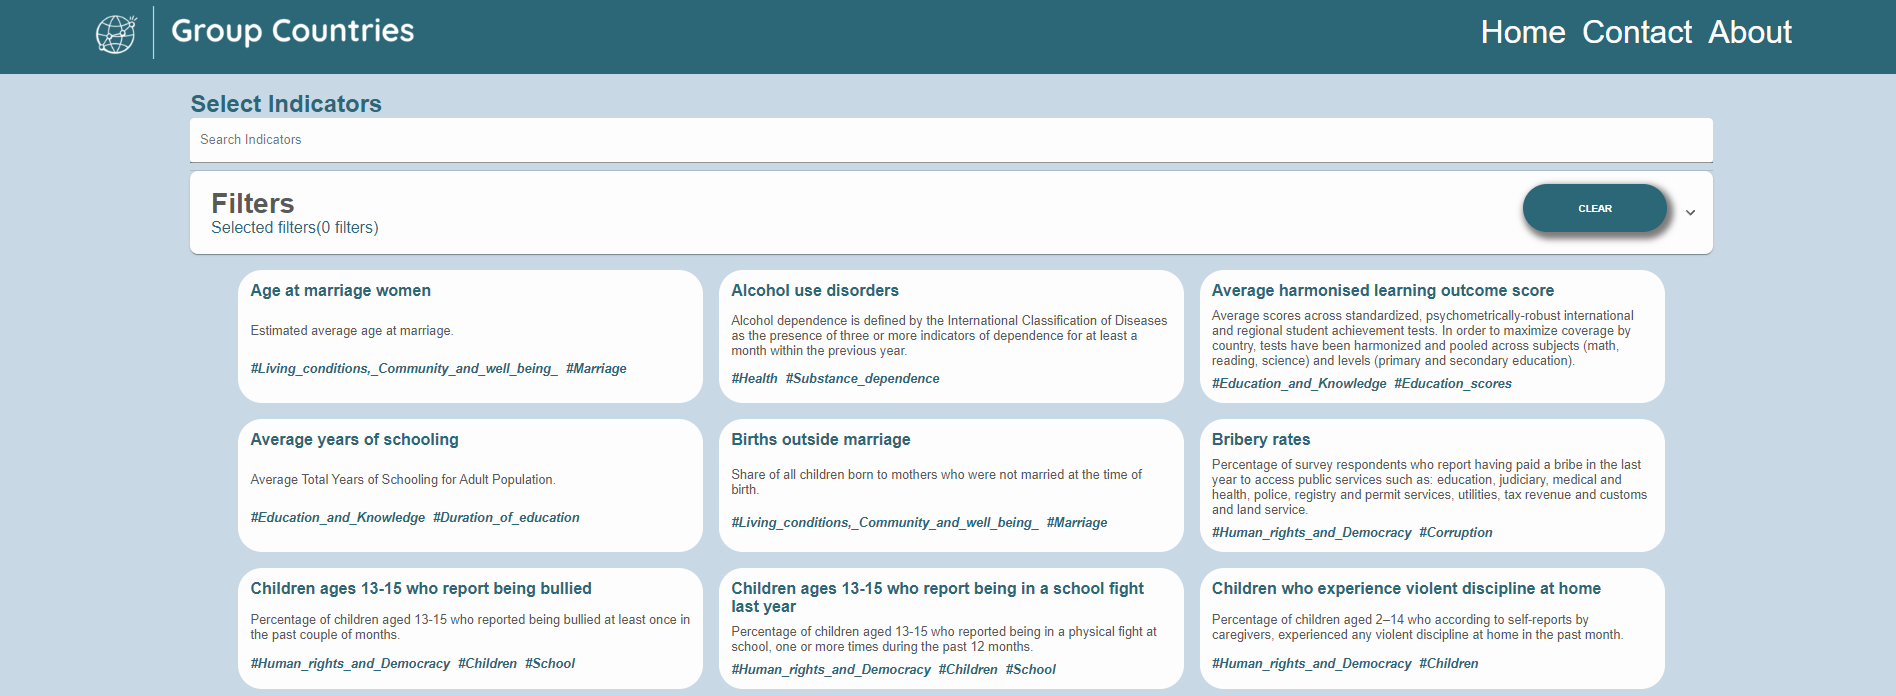 Group Countries
Home Contact About
Select Indicators
Search Indicators
Filters
Selected filters(0 filters)
CLEAR
Age at marriage women
Estimated average age at marriage.
#Living_conditions,_Community_and_well_being_ #Marriage
Alcohol use disorders
Alcohol dependence is defined by the International Classification of Diseases
as the presence of three or more indicators of dependence for at least a
month within the previous year.
#Health #Substance_dependence
Average harmonised learning outcome score
Average scores across standardized, psychometrically-robust international
and regional student achievement tests. In order to maximize coverage by
country, tests have been harmonized and pooled across subjects (math,
reading, science) and levels (primary and secondary education).
#Education_and_Knowledge #Education_scores
Average years of schooling
Average Total Years of Schooling for Adult Population.
#Education_and_Knowledge #Duration_of_education
Births outside marriage
Share of all children born to mothers who were not married at the time of
birth.
#Living_conditions,_Community_and_well_being_ #Marriage
Bribery rates
Percentage of survey respondents who report having paid a bribe in the last
year to access public services such as: education, judiciary, medical and
health, police, registry and permit services, utilities, tax revenue and customs
and land service.
#Human_rights_and_Democracy #Corruption
Children ages 13-15 who report being bullied
Percentage of children aged 13-15 who reported being bullied at least once in
the past couple of months.
#Human_rights_and_Democracy #Children #School
Children ages 13-15 who report being in a school fight
last year
Percentage of children aged 13-15 who reported being in a physical fight at
school, one or more times during the past 12 months.
#Human_rights_and_Democracy #Children #School
Children who experience violent discipline at home
Percentage of children aged 2–14 who according to self-reports by
caregivers, experienced any violent discipline at home in the past month.
#Human_rights_and_Democracy #Children